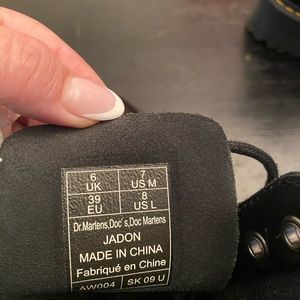 6 UK 7 US M
39 EU 8 US L
Dr.Martens,Doc's,Doc Martens
JADON
MADE IN CHINA
Fabriqué en Chine
AW004 SK 09 U